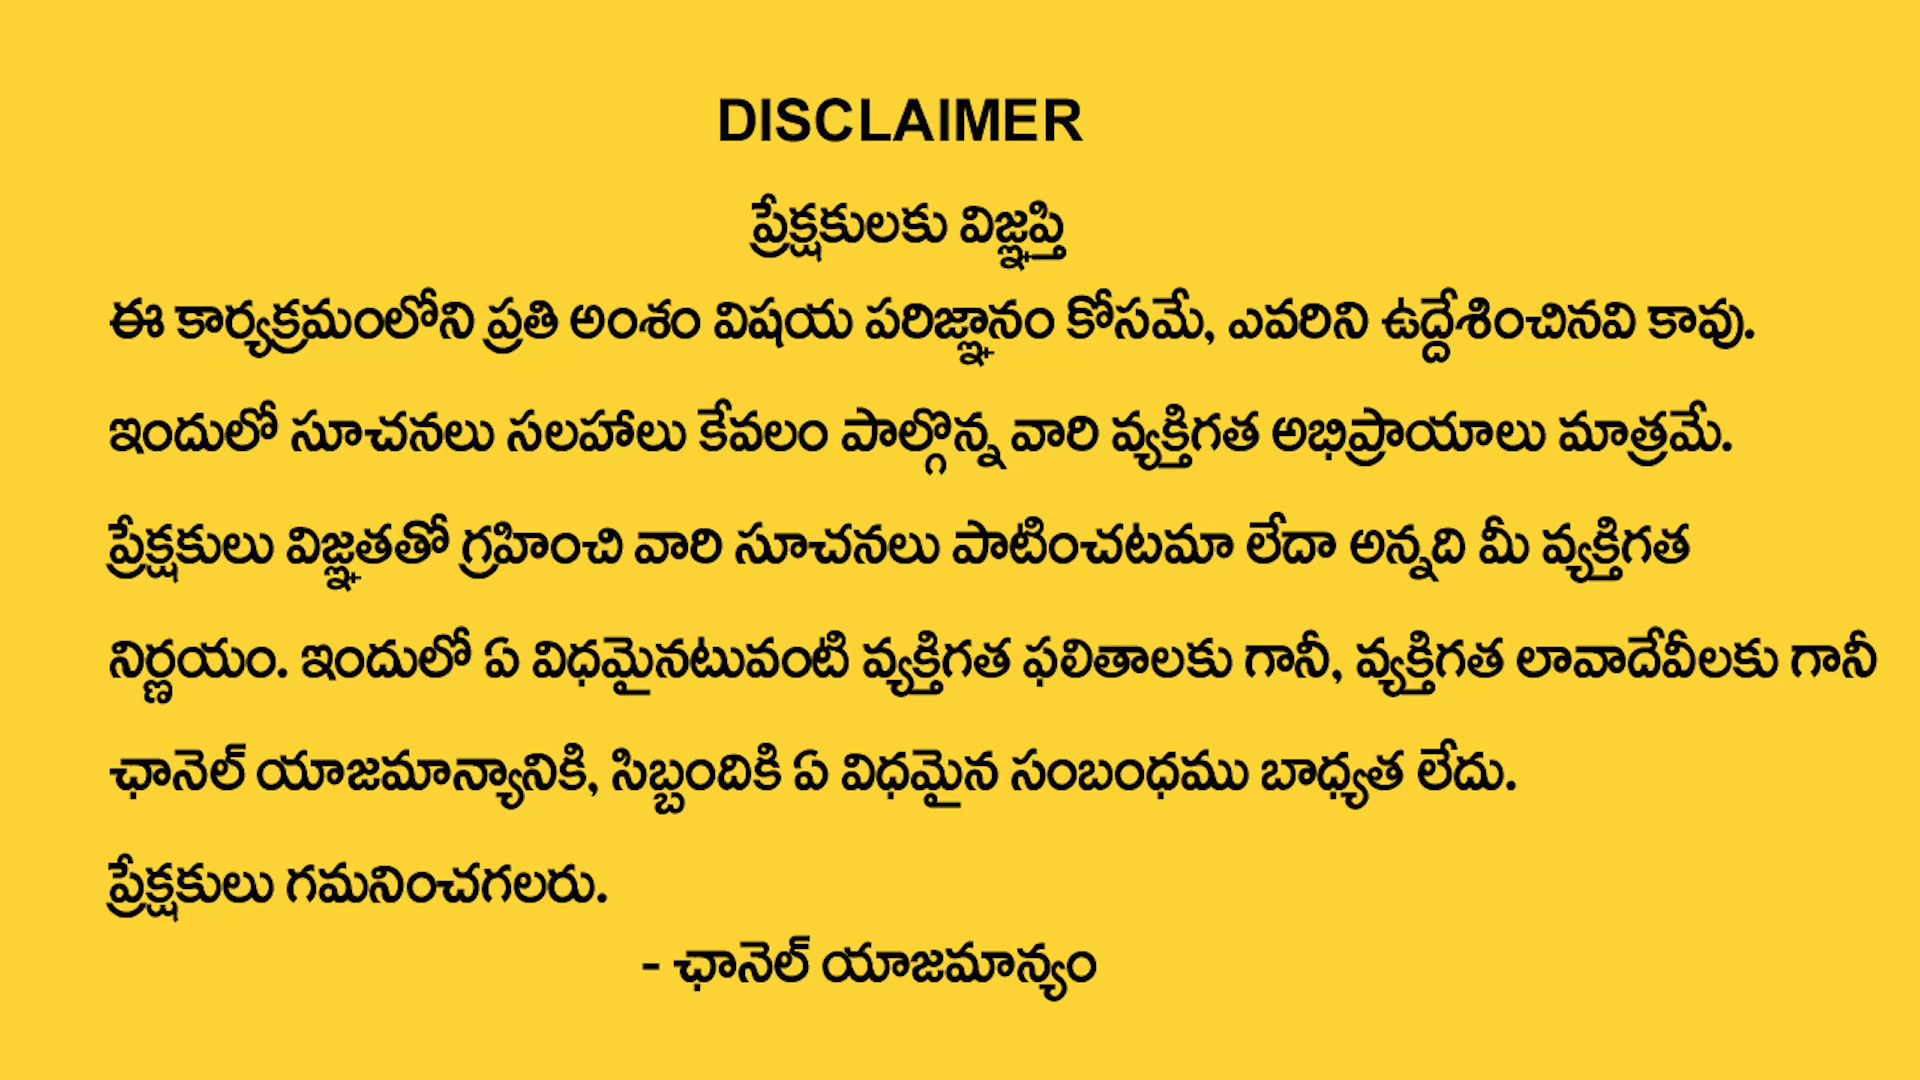 DISCLAIMER
ప్రేక్షకులకు విజ్ఞప్తి
ఈ కార్యక్రమంలోని ప్రతి అంశం విషయ పరిజ్ఞానం కోసమే, ఎవరిని ఉద్దేశించినవి కావు.
ఇందులో సూచనలు సలహాలు కేవలం పాల్గొన్న వారి వ్యక్తిగత అభిప్రాయాలు మాత్రమే.
ప్రేక్షకులు విజ్ఞతతో గ్రహించి వారి సూచనలు పాటించటమా లేదా అన్నది మీ వ్యక్తిగత
నిర్ణయం. ఇందులో ఏ విధమైనటువంటి వ్యక్తిగత ఫలితాలకు గానీ, వ్యక్తిగత లావాదేవీలకు గానీ
ఛానెల్ యాజమాన్యానికి, సిబ్బందికి ఏ విధమైన సంబంధము బాధ్యత లేదు.
ప్రేక్షకులు గమనించగలరు.
- ఛానెల్ యాజమాన్యం